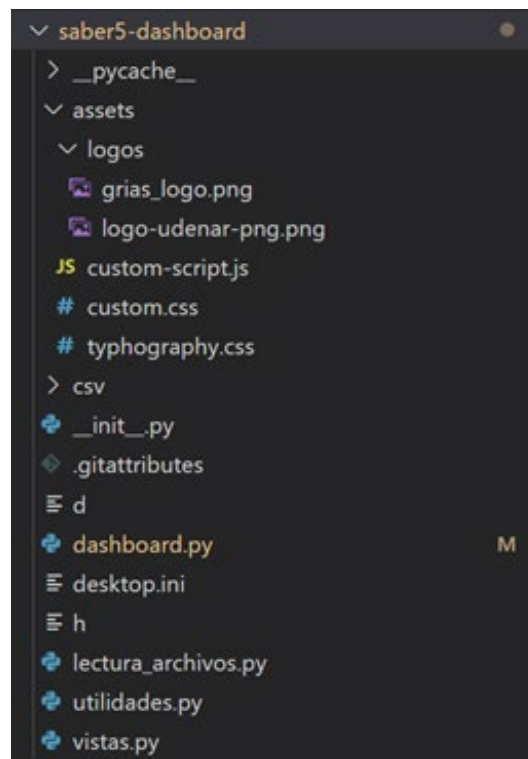 saber5-dashboard
__pycache__
assets
logos
grias_logo.png
logo-udenar-png.png
JS custom-script.js
# custom.css
# typhography.css
csv
__init__.py
.gitattributes
d
dashboard.py M
desktop.ini
h
lectura_archivos.py
utilidades.py
vistas.py